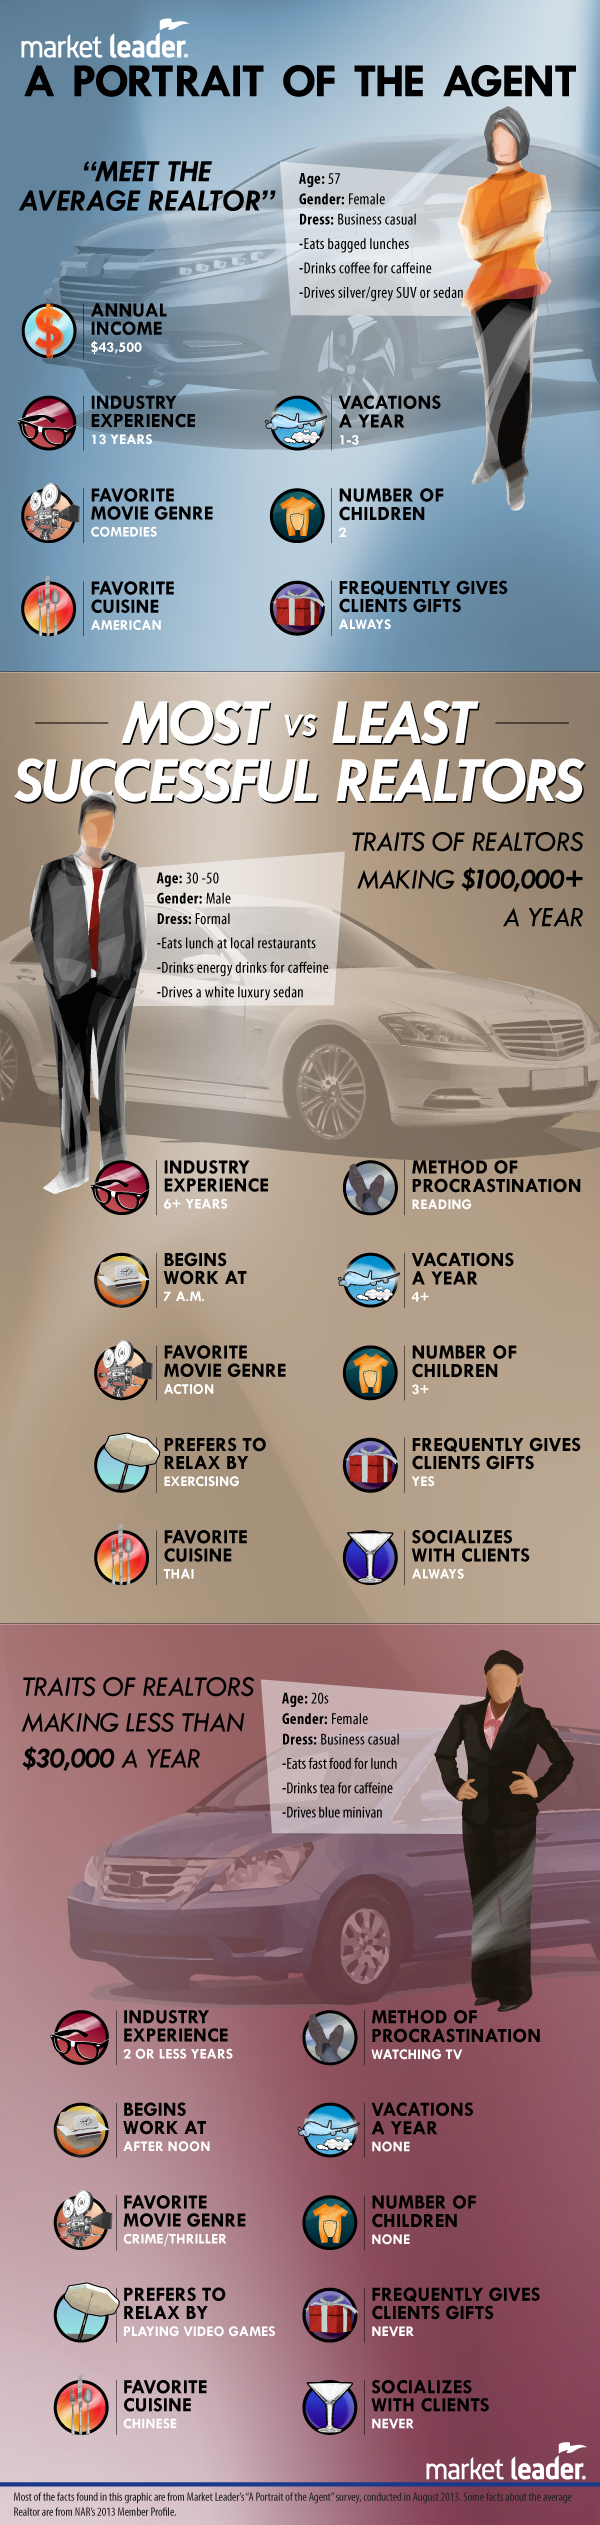 market leader.
A PORTRAIT OF THE AGENT
“MEET THE
AVERAGE REALTOR”
Age: 57
Gender: Female
Dress: Business casual
-Eats bagged lunches
-Drinks coffee for caffeine
-Drives silver/grey SUV or sedan
ANNUAL
INCOME
$43,500
INDUSTRY
EXPERIENCE
13 YEARS
VACATIONS
A YEAR
1-3
FAVORITE
MOVIE GENRE
COMEDIES
NUMBER OF
CHILDREN
2
FAVORITE
CUISINE
AMERICAN
FREQUENTLY GIVES
CLIENTS GIFTS
ALWAYS
MOST VS LEAST
SUCCESSFUL REALTORS
TRAITS OF REALTORS
MAKING $100,000+
A YEAR
Age: 30 -50
Gender: Male
Dress: Formal
-Eats lunch at local restaurants
-Drinks energy drinks for caffeine
-Drives a white luxury sedan
INDUSTRY
EXPERIENCE
6+ YEARS
METHOD OF
PROCRASTINATION
READING
BEGINS
WORK AT
7 A.M.
VACATIONS
A YEAR
4+
FAVORITE
MOVIE GENRE
ACTION
NUMBER OF
CHILDREN
3+
PREFERS TO
RELAX BY
EXERCISING
FREQUENTLY GIVES
CLIENTS GIFTS
YES
FAVORITE
CUISINE
THAI
SOCIALIZES
WITH CLIENTS
ALWAYS
TRAITS OF REALTORS
MAKING LESS THAN
$30,000 A YEAR
Age: 20s
Gender: Female
Dress: Business casual
-Eats fast food for lunch
-Drinks tea for caffeine
-Drives blue minivan
INDUSTRY
EXPERIENCE
2 OR LESS YEARS
METHOD OF
PROCRASTINATION
WATCHING TV
BEGINS
WORK AT
AFTER NOON
VACATIONS
A YEAR
NONE
FAVORITE
MOVIE GENRE
CRIME/THRILLER
NUMBER OF
CHILDREN
NONE
PREFERS TO
RELAX BY
PLAYING VIDEO GAMES
FREQUENTLY GIVES
CLIENTS GIFTS
NEVER
FAVORITE
CUISINE
CHINESE
SOCIALIZES
WITH CLIENTS
NEVER
market leader.
Most of the facts found in this graphic are from Market Leader's “A Portrait of the Agent” survey, conducted in August 2013. Some facts about the average
Realtor are from NAR's 2013 Member Profile.